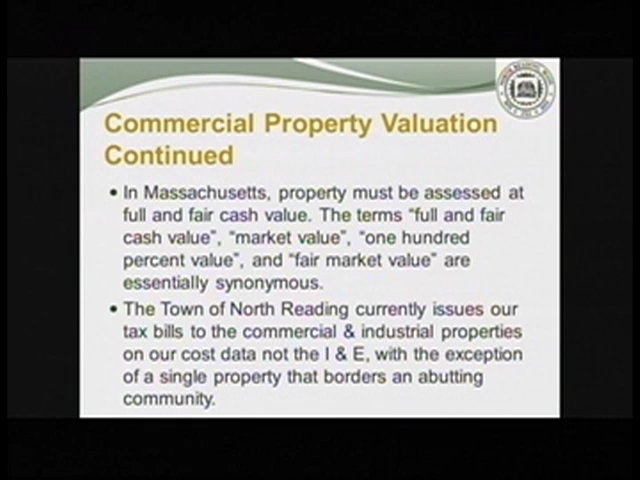 Commercial Property Valuation
Continued
• In Massachusetts, property must be assessed at
full and fair cash value. The terms “full and fair
cash value”, “market value”, “one hundred
percent value”, and “fair market value” are
essentially synonymous.
• The Town of North Reading currently issues our
tax bills to the commercial & industrial properties
on our cost data not the I & E, with the exception
of a single property that borders an abutting
community.